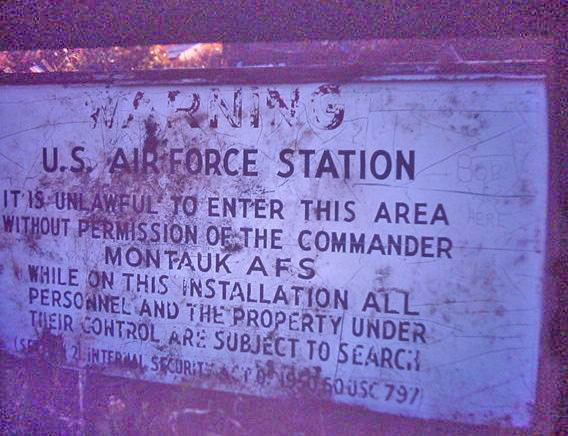 WARNING
U.S. AIR FORCE STATION
IT IS UNLAWFUL TO ENTER THIS AREA
WITHOUT PERMISSION OF THE COMMANDER
MONTAUK AFS
WHILE ON THIS INSTALLATION ALL
PERSONNEL AND THE PROPERTY UNDER
THEIR CONTROL ARE SUBJECT TO SEARCH
21, INTERNAL SECURITY ACT OF 1950 50 USC 797)